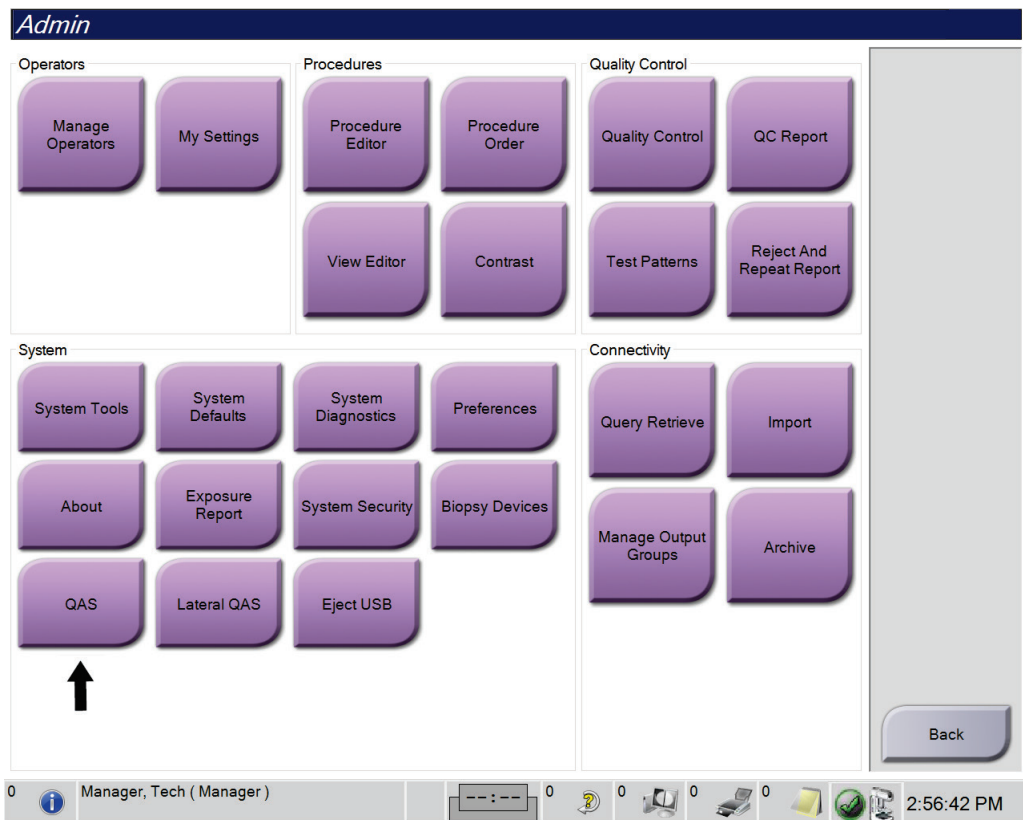 Admin
Operators
Manage
Operators
My Settings
Procedures
Procedure
Editor
Procedure
Order
View Editor
Contrast
Quality Control
Quality Control
QC Report
Test Patterns
Reject And
Repeat Report
System
System Tools
System
Defaults
System
Diagnostics
Preferences
About
Exposure
Report
System Security
Biopsy Devices
QAS
Lateral QAS
Eject USB
Connectivity
Query Retrieve
Import
Manage Output
Groups
Archive
Back
0
Manager, Tech ( Manager )
--:--
0
0
0
0
2:56:42 PM